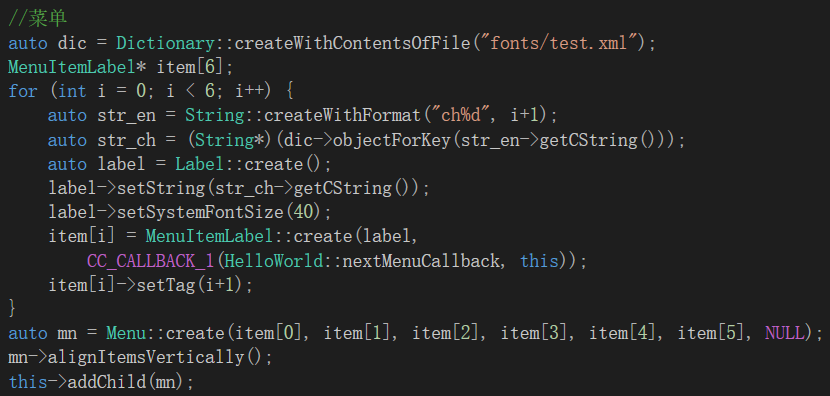 //菜单
auto dic = Dictionary::createWithContentsOfFile("fonts/test.xml");
MenuItemLabel* item[6];
for (int i = 0; i < 6; i++) {
    auto str_en = String::createWithFormat("ch%d", i+1);
    auto str_ch = (String*)(dic->objectForKey(str_en->getCString()));
    auto label = Label::create();
    label->setString(str_ch->getCString());
    label->setSystemFontSize(40);
    item[i] = MenuItemLabel::create(label,
        CC_CALLBACK_1(HelloWorld::nextMenuCallback, this));
    item[i]->setTag(i+1);
}
auto mn = Menu::create(item[0], item[1], item[2], item[3], item[4], item[5], NULL);
mn->alignItemsVertically();
this->addChild(mn);